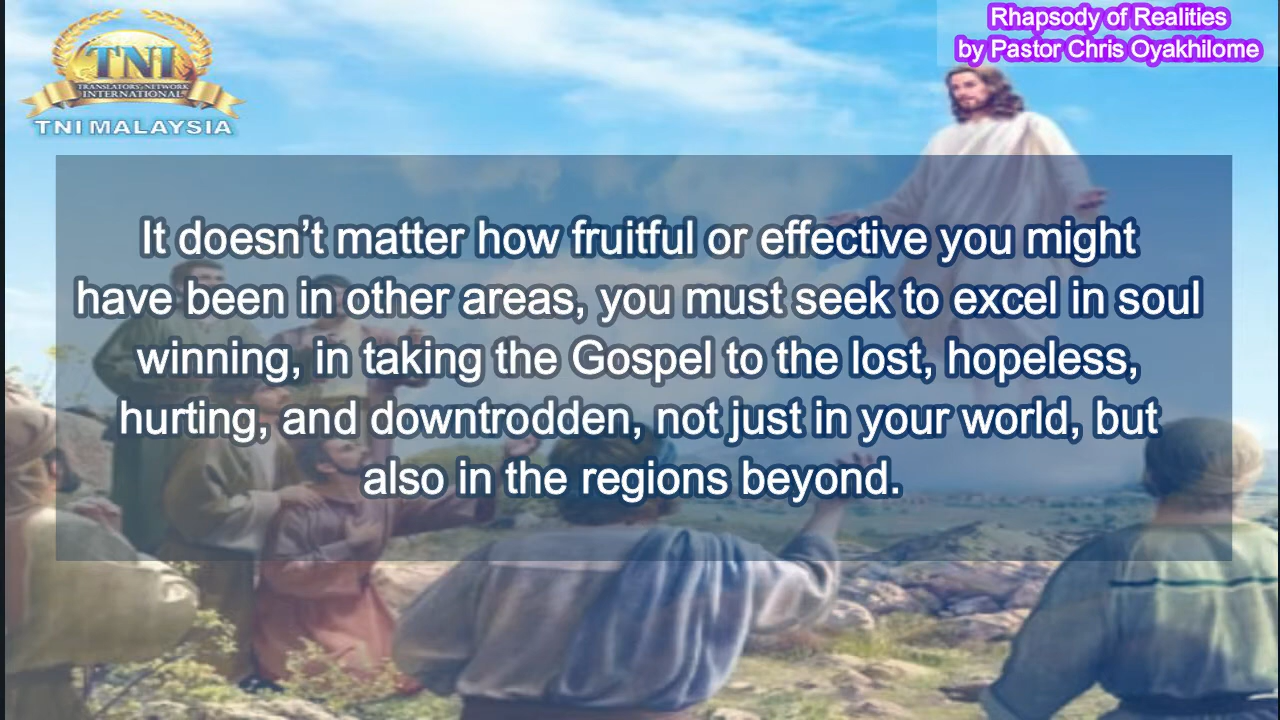 TNI
TRANSLATORS NETWORK
INTERNATIONAL
TNI MALAYSIA
Rhapsody of Realities
by Pastor Chris Oyakhilome
It doesn’t matter how fruitful or effective you might
have been in other areas, you must seek to excel in soul
winning, in taking the Gospel to the lost, hopeless,
hurting, and downtrodden, not just in your world, but
also in the regions beyond.